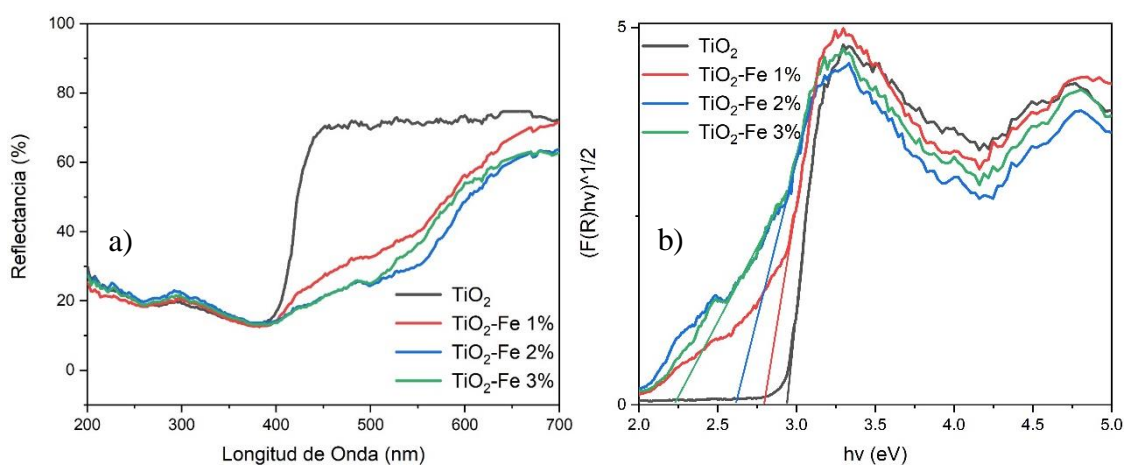 100
80
60
40
20
0
Reflectancia (%)
a)
TiO₂
TiO₂-Fe 1%
TiO₂-Fe 2%
TiO₂-Fe 3%
200 300 400 500 600 700
Longitud de Onda (nm)
5
0
(F(R)hv)^1/2
TiO₂
TiO₂-Fe 1%
TiO₂-Fe 2%
TiO₂-Fe 3%
b)
2.0 2.5 3.0 3.5 4.0 4.5 5.0
hv (eV)